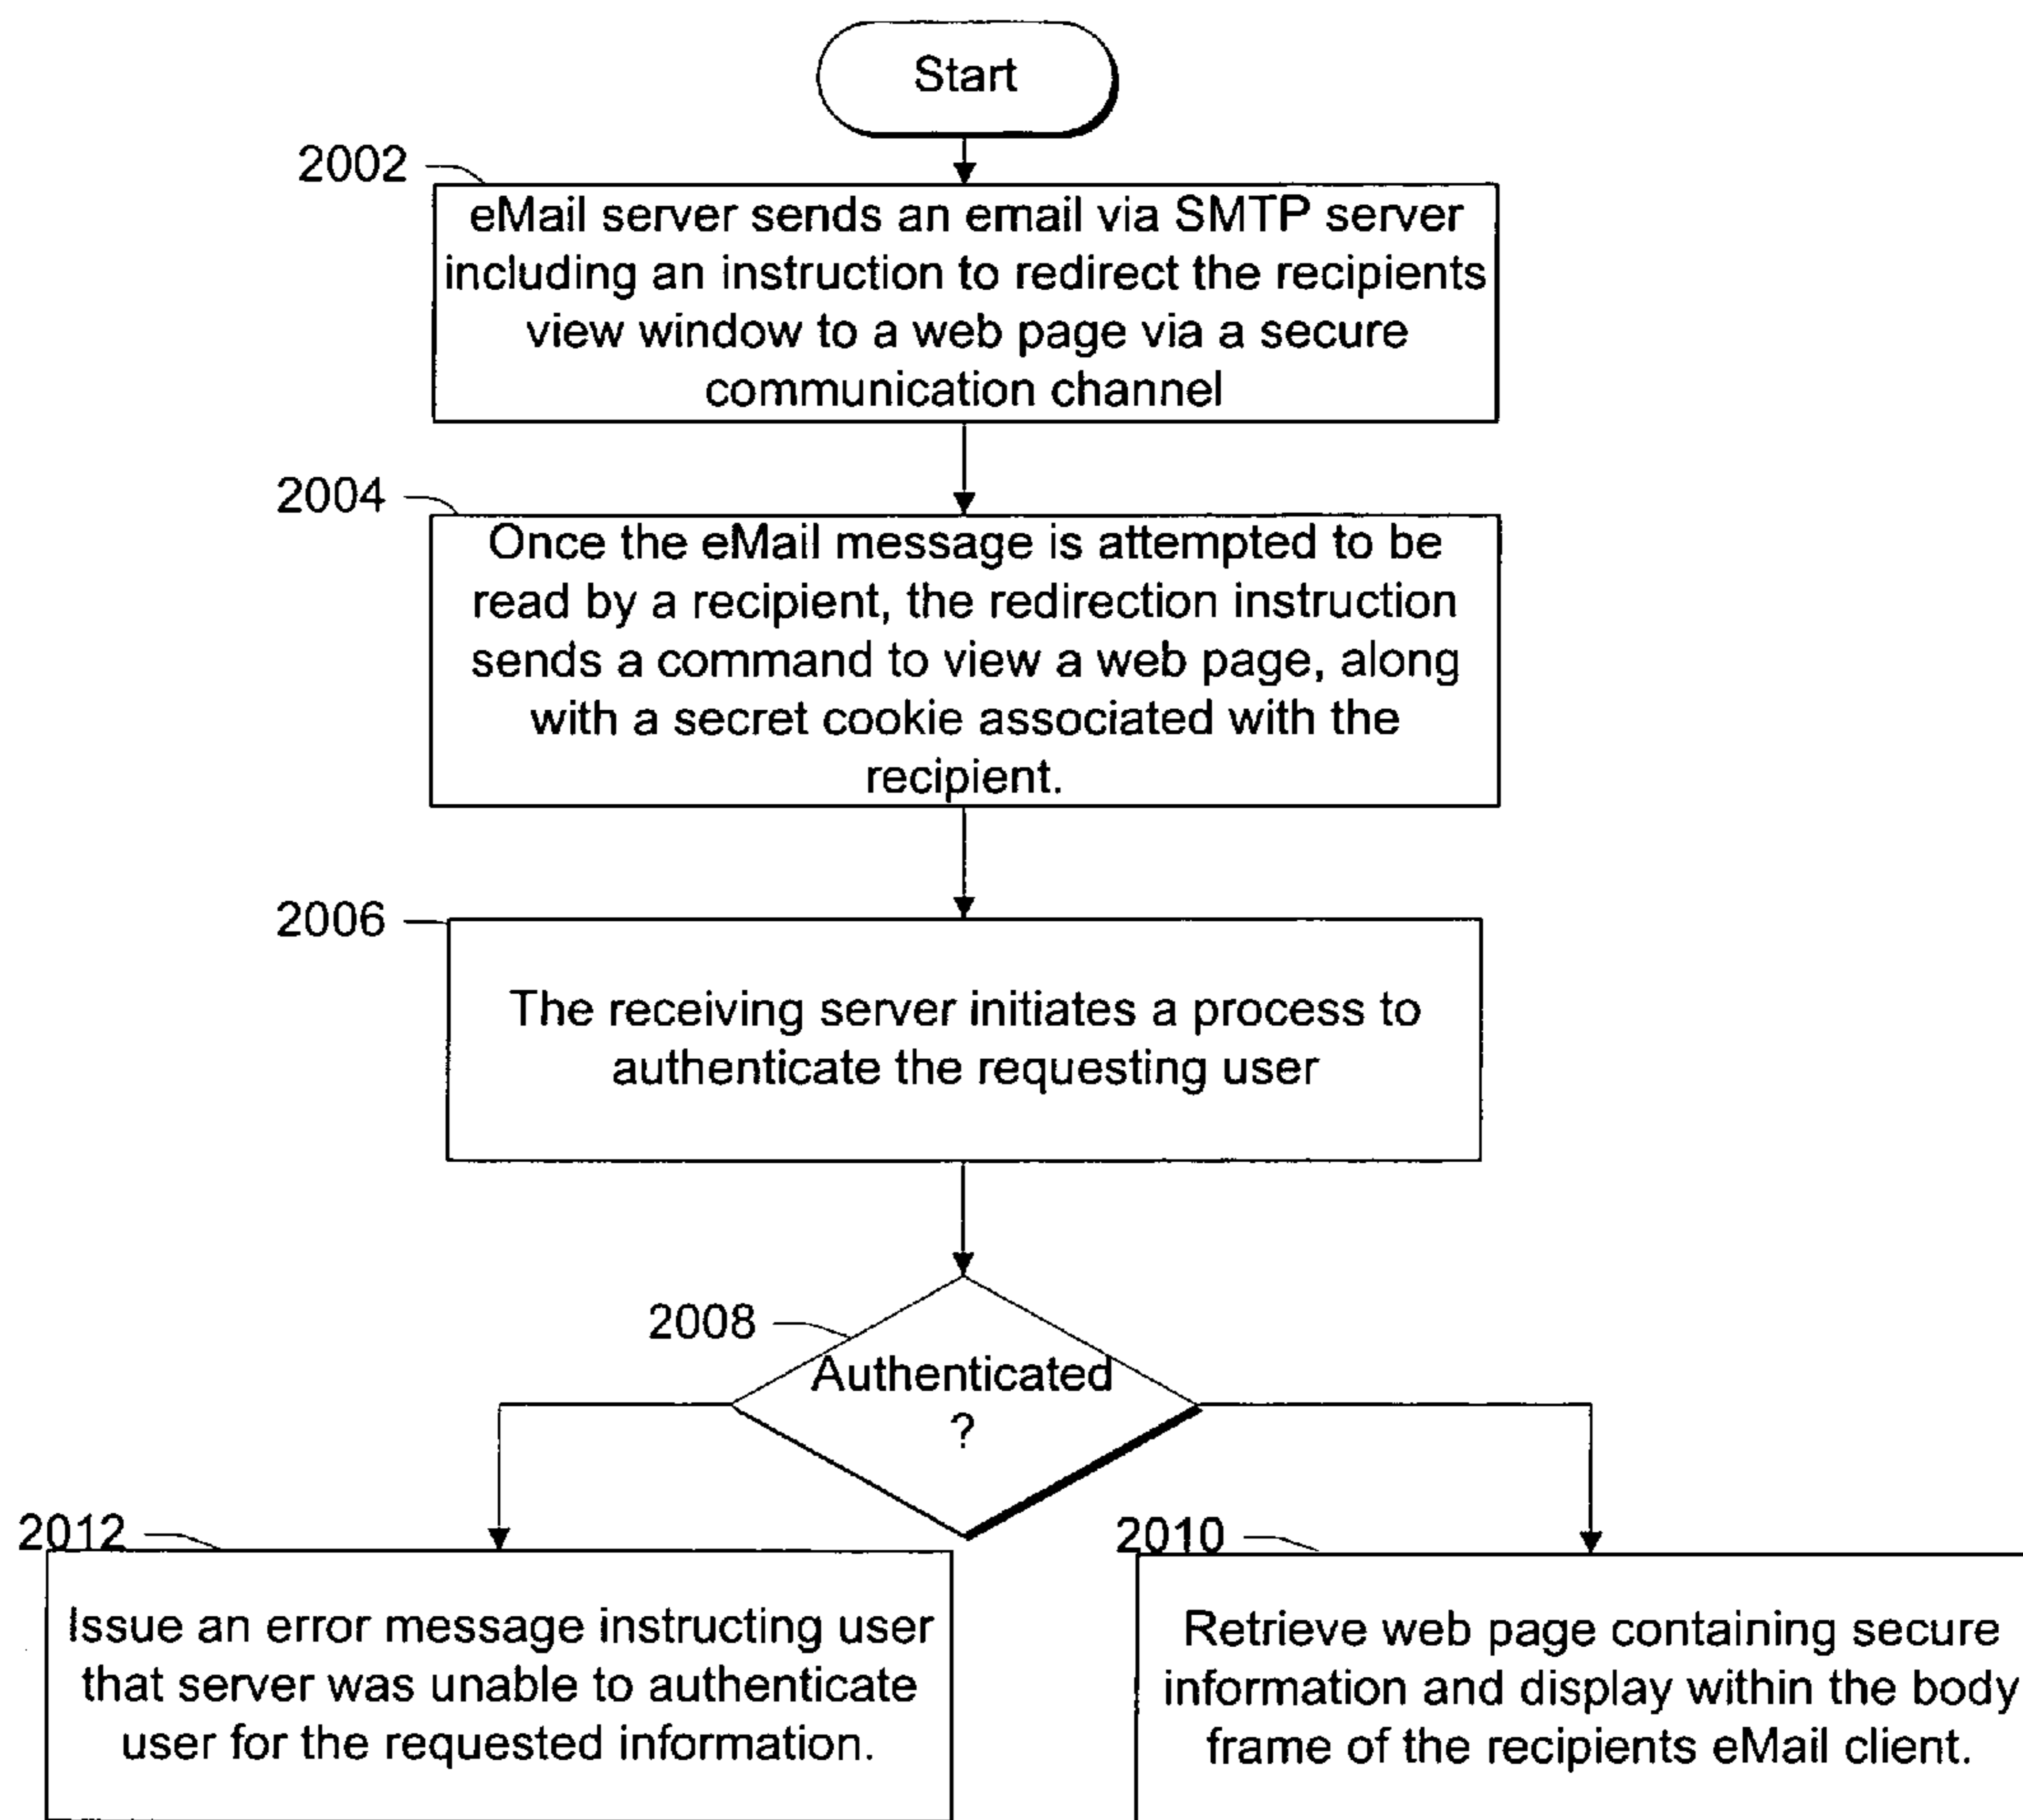 Start
2002
eMail server sends an email via SMTP server
including an instruction to redirect the recipients
view window to a web page via a secure
communication channel
2004
Once the eMail message is attempted to be
read by a recipient, the redirection instruction
sends a command to view a web page, along
with a secret cookie associated with the
recipient.
2006
The receiving server initiates a process to
authenticate the requesting user
2008
Authenticated
?
2012
Issue an error message instructing user
that server was unable to authenticate
user for the requested information.
2010
Retrieve web page containing secure
information and display within the body
frame of the recipients eMail client.